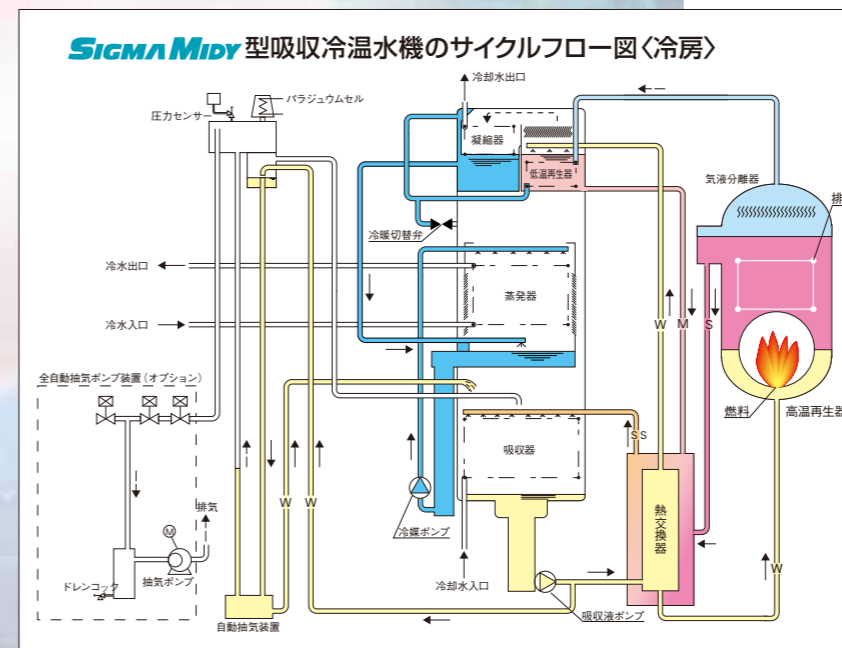 SIGMA MIDY 型吸収冷温水機のサイクルフロー図〈冷房〉
冷却水出口
パラジュウムセル
圧力センサー
凝縮器
低温再生器
気液分離器
排
冷暖切替弁
冷水出口
蒸発器
冷水入口
W
M
S
全自動抽気ポンプ装置（オプション）
燃料
高温再生器
SS
吸収器
W
W
排気
M
冷媒ポンプ
熱交換器
ドレンコック
抽気ポンプ
冷却水入口
W
吸収液ポンプ
自動抽気装置